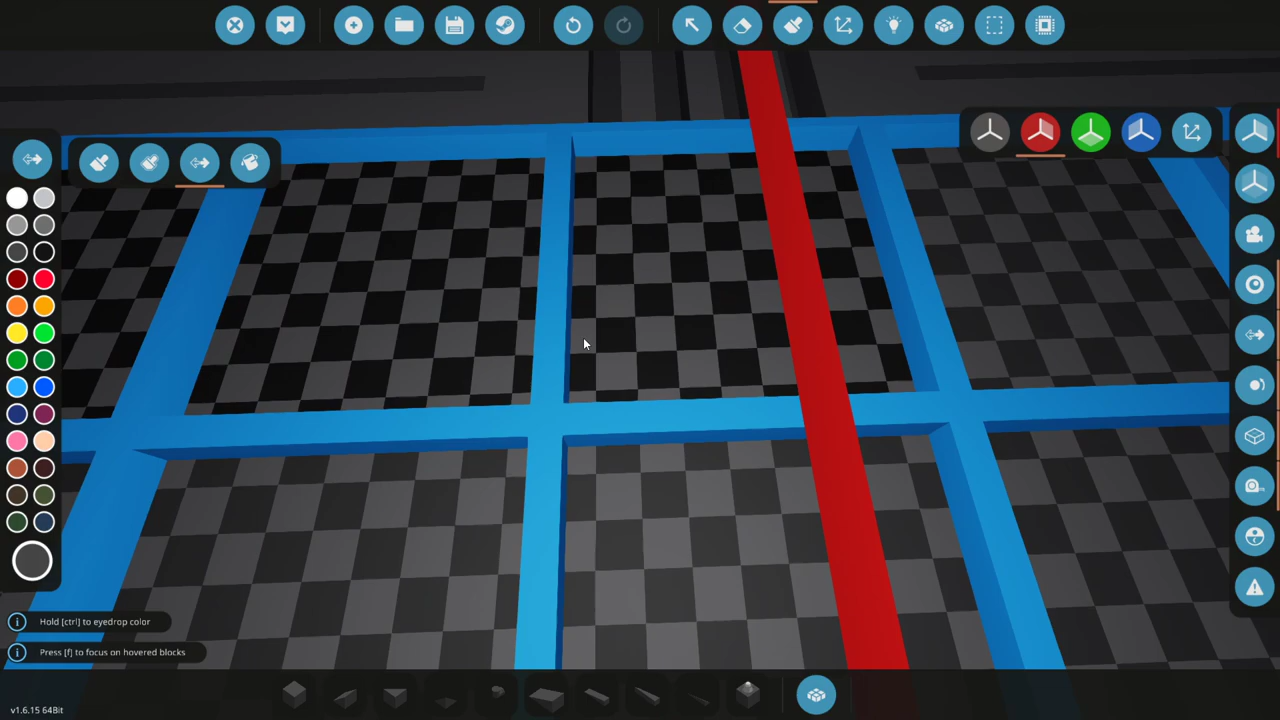 Hold [ctrl] to eyedrop color
Press [f] to focus on hovered blocks
v1.6.15 64Bit